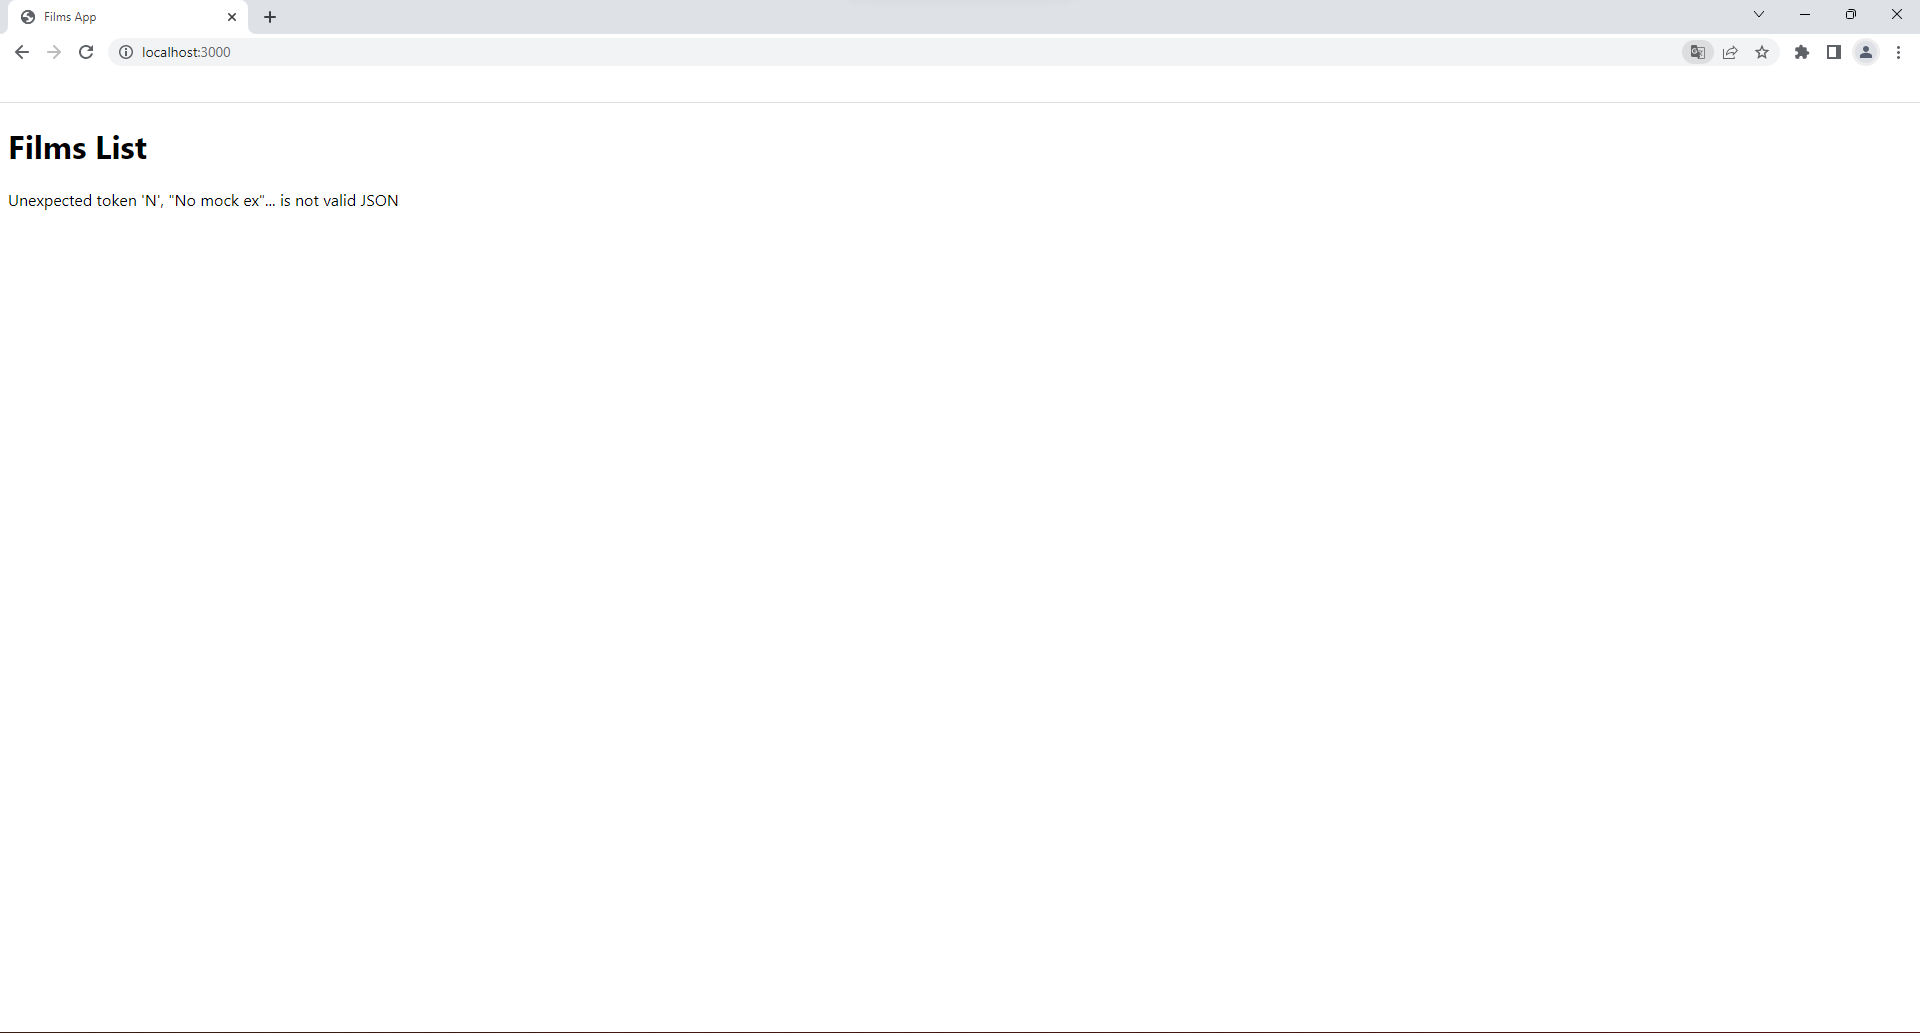 Films App
localhost:3000
Films List
Unexpected token 'N', "No mock ex"... is not valid JSON